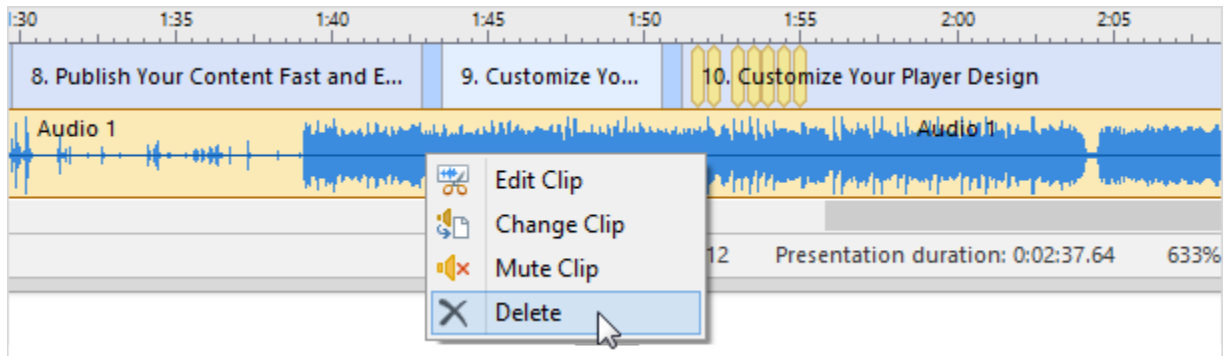 1:30 1:35 1:40 1:45 1:50 1:55 2:00 2:05
8. Publish Your Content Fast and E... 9. Customize Yo... 10. Customize Your Player Design
Audio 1 Audio 1
Edit Clip
Change Clip
12 Presentation duration: 0:02:37.64 633%
Mute Clip
Delete